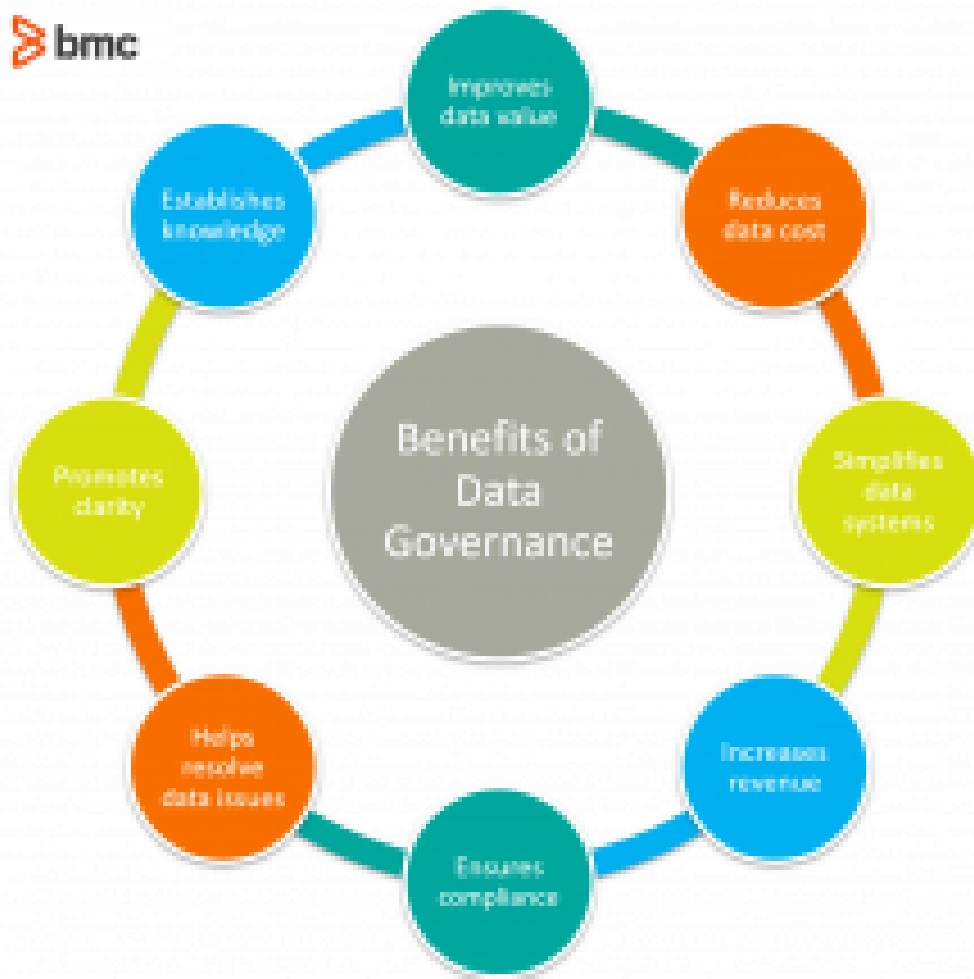 bmc
Improves
data value
Reduces
data cost
Simplifies
data
systems
Increases
revenue
Ensures
compliance
Helps
resolve
data issues
Promotes
clarity
Establishes
knowledge
Benefits of
Data
Governance